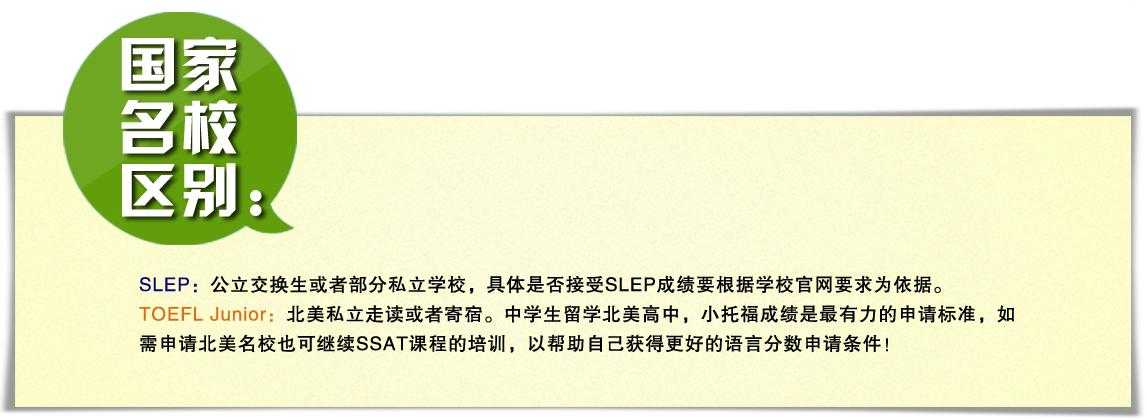 国家
名校
区别：
SLEP：公立交换生或者部分私立学校，具体是否接受SLEP成绩要根据学校官网要求为依据。
TOEFL Junior：北美私立走读或者寄宿。中学生留学北美高中，小托福成绩是最有力的申请标准，如
需申请北美名校也可继续SSAT课程的培训，以帮助自己获得更好的语言分数申请条件！